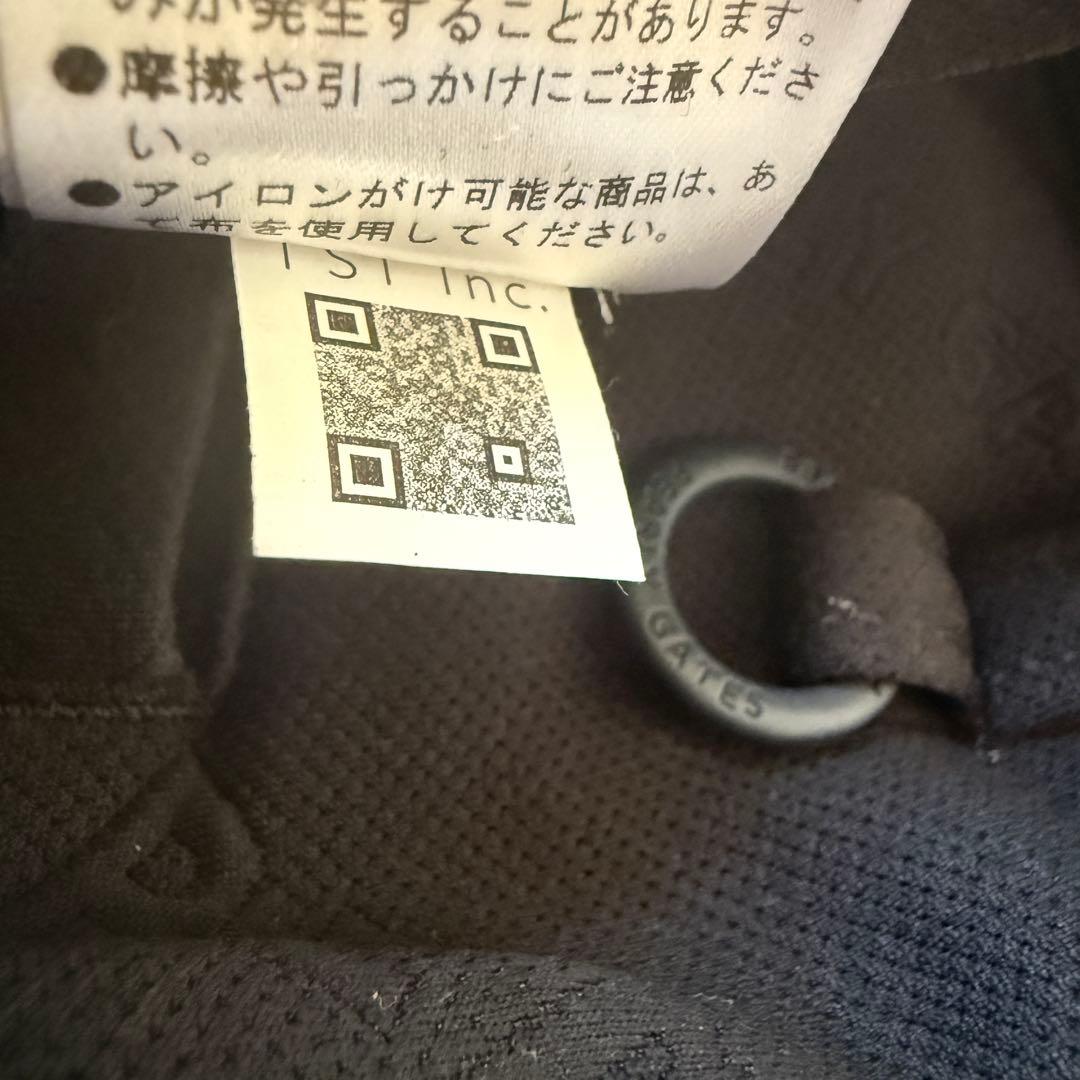 みが発生することがあります。
●摩擦や引っかけにご注意くださ
い。
●アイロンがけ可能な商品は、あ
て布を使用してください。
TSI Inc.
GATES